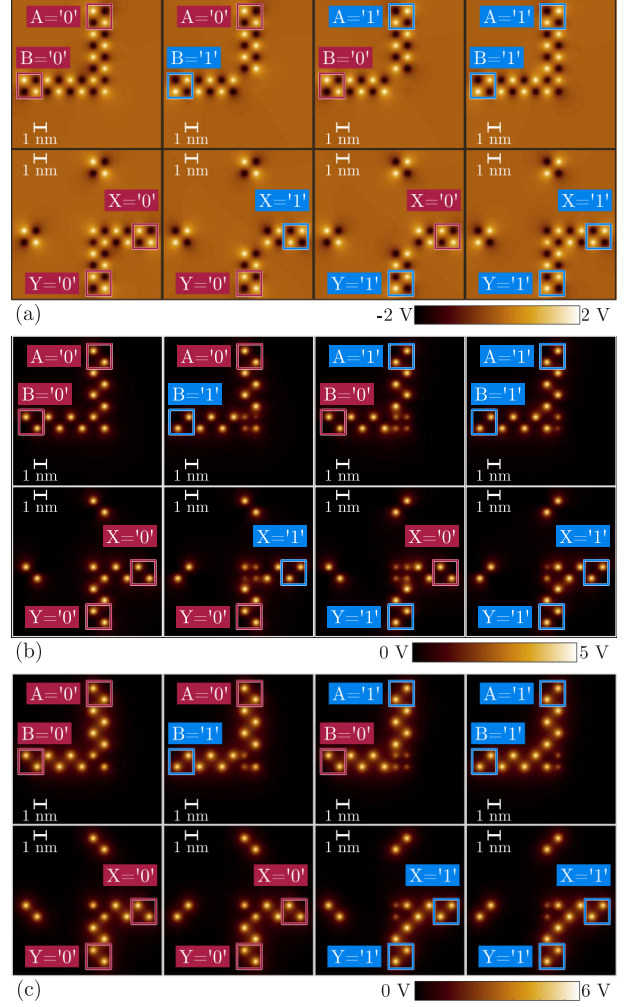 A='0' A='0' A='1' A='1'
B='0' B='1' B='0' B='1'
1 nm 1 nm 1 nm 1 nm
1 nm 1 nm 1 nm 1 nm
X='0' X='1' X='0' X='1'
Y='0' Y='0' Y='1' Y='1'
(a) -2 V 2 V
A='0' A='0' A='1' A='1'
B='0' B='1' B='0' B='1'
1 nm 1 nm 1 nm 1 nm
1 nm 1 nm 1 nm 1 nm
X='0' X='1' X='0' X='1'
Y='0' Y='0' Y='1' Y='1'
(b) 0 V 5 V
A='0' A='0' A='1' A='1'
B='0' B='1' B='0' B='1'
1 nm 1 nm 1 nm 1 nm
1 nm 1 nm 1 nm 1 nm
X='0' X='0' X='1' X='1'
Y='0' Y='0' Y='1' Y='1'
(c) 0 V 6 V